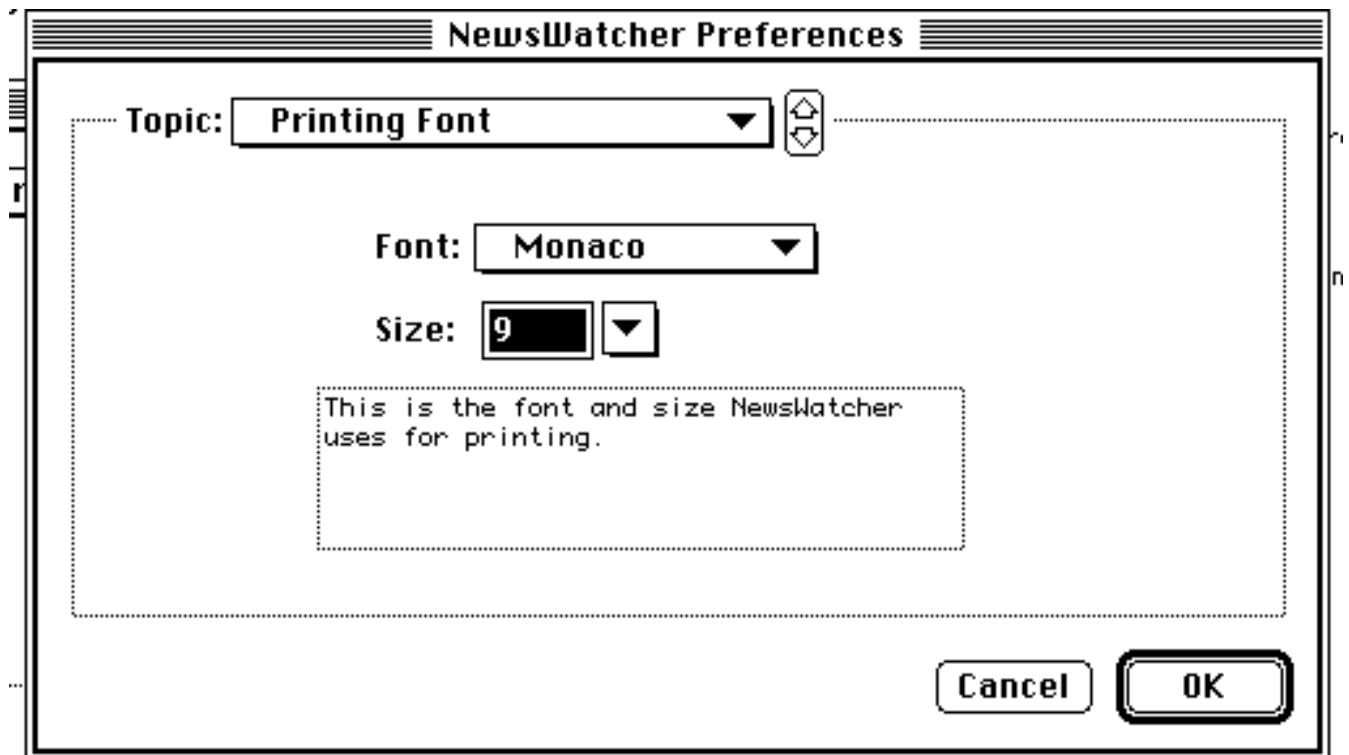 NewsWatcher Preferences
Topic: Printing Font
Font: Monaco
Size: 9
This is the font and size NewsWatcher
uses for printing.
Cancel OK